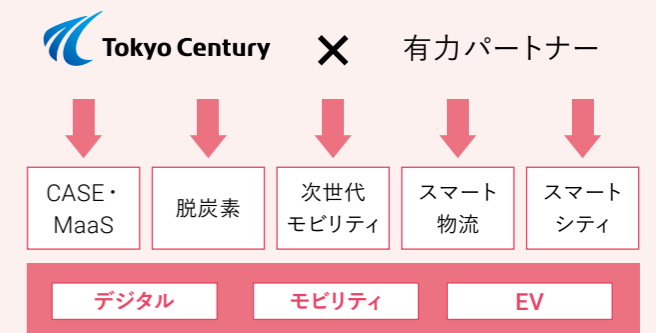 Tokyo Century × 有力パートナー
CASE・
MaaS
脱炭素
次世代
モビリティ
スマート
物流
スマート
シティ
デジタル
モビリティ
EV